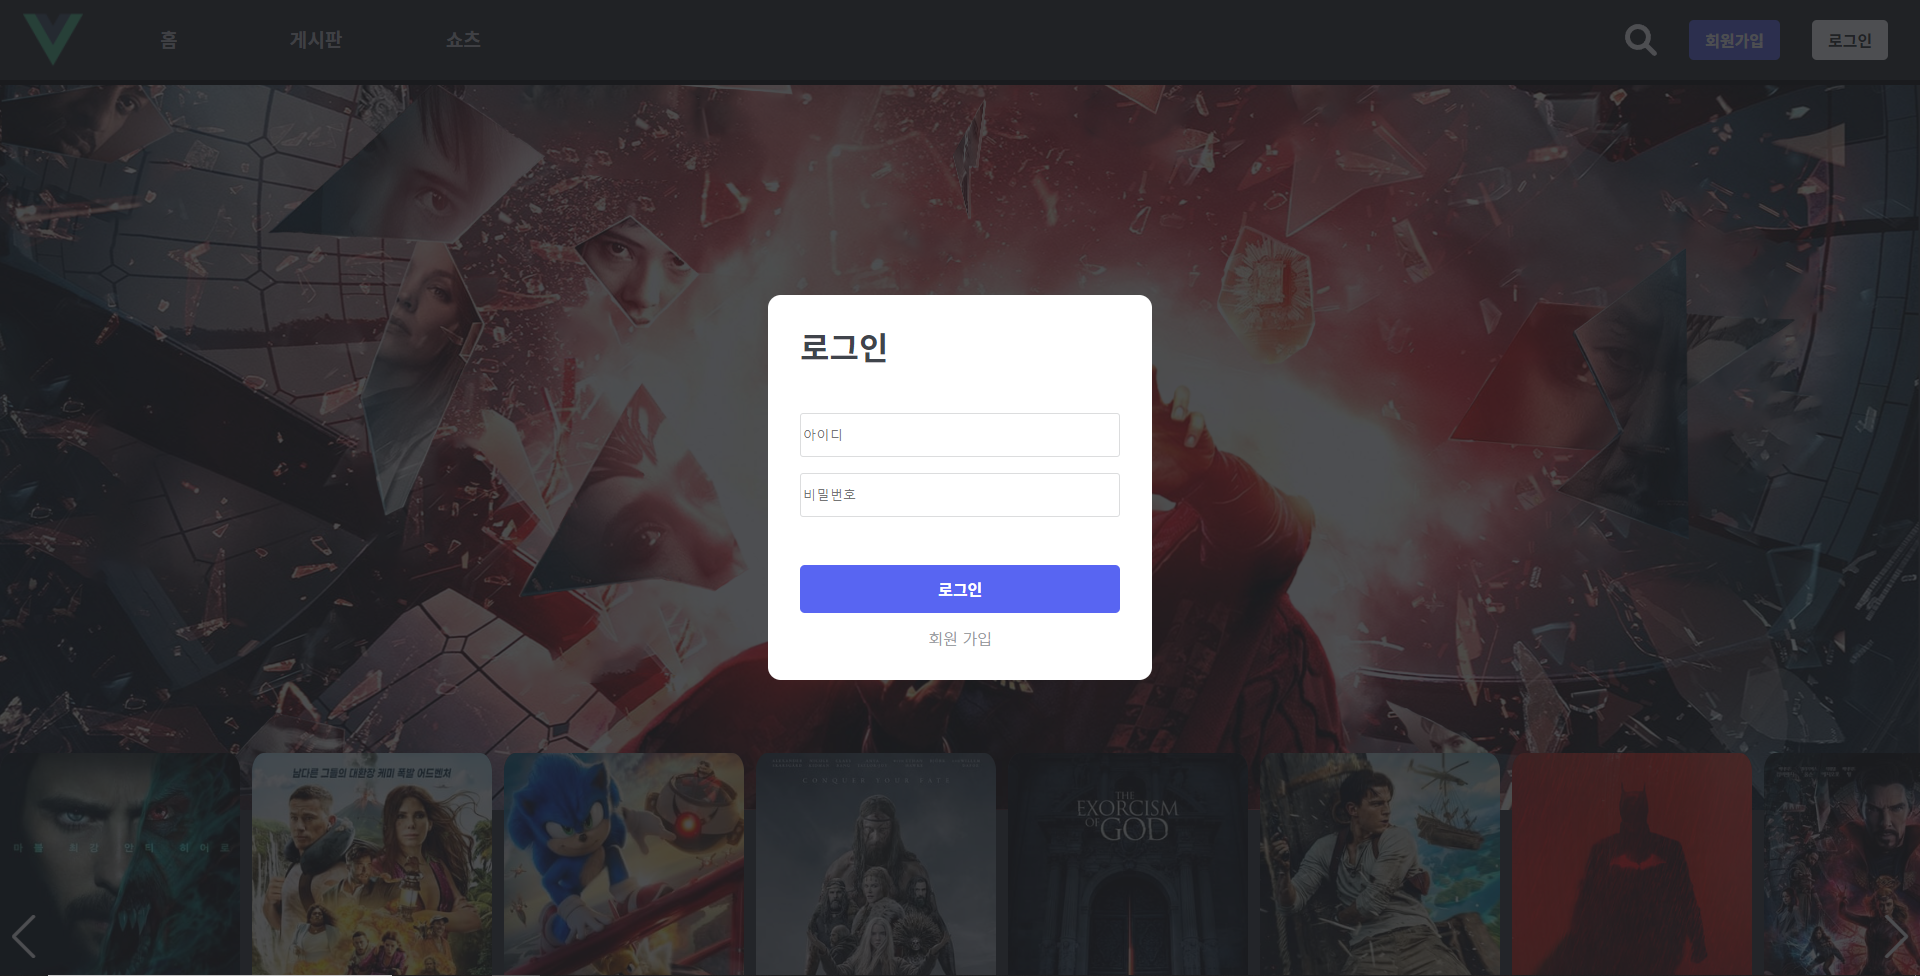 홈
게시판
쇼츠
회원가입
로그인
로그인
아이디
비밀번호
로그인
회원 가입
마블 최강 안티 히어로
남다른 그들의 대환장 케미 폭발 어드벤처
CONQUER YOUR FATE
THE
EXORCISM
OF GOD